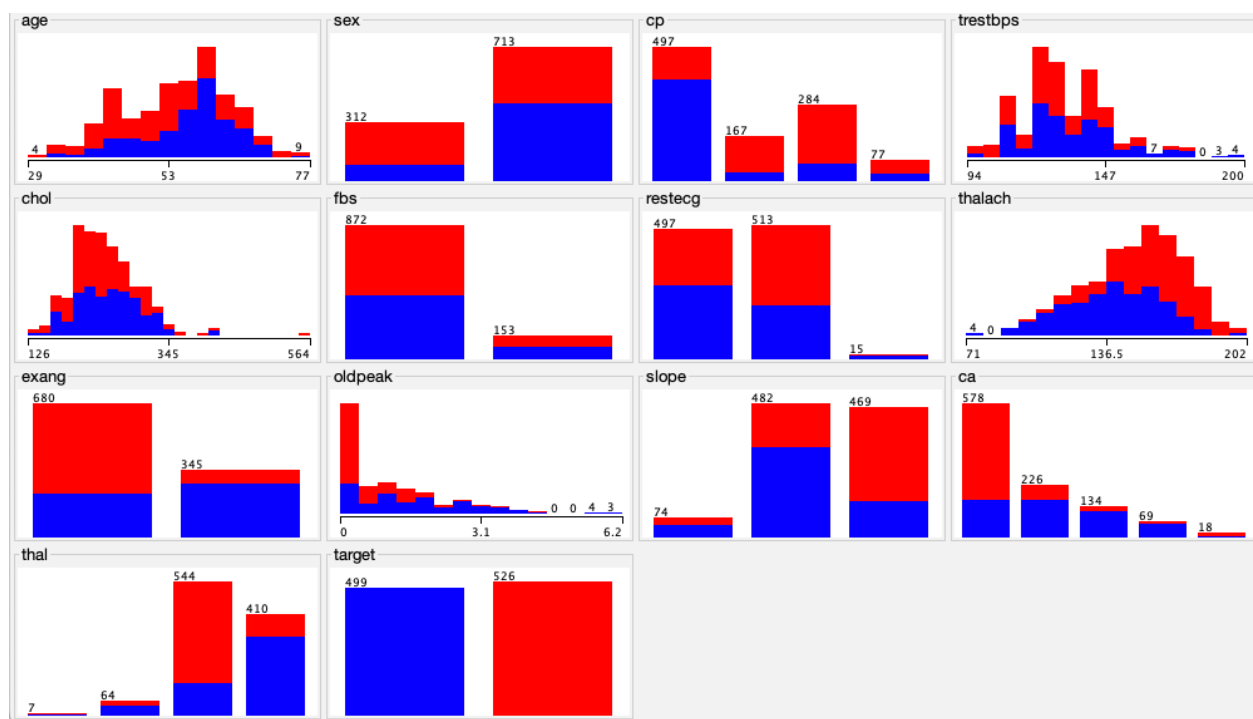 age
4 9
29 53 77
sex
312 713
cp
497 167 284 77
trestbps
7 0 3 4
94 147 200
chol
126 345 564
fbs
872 153
restecg
497 513 15
thalach
4 0
71 136.5 202
exang
680 345
oldpeak
0 0 4 3
0 3.1 6.2
slope
74 482 469
ca
578 226 134 69 18
thal
7 64 544 410
target
499 526